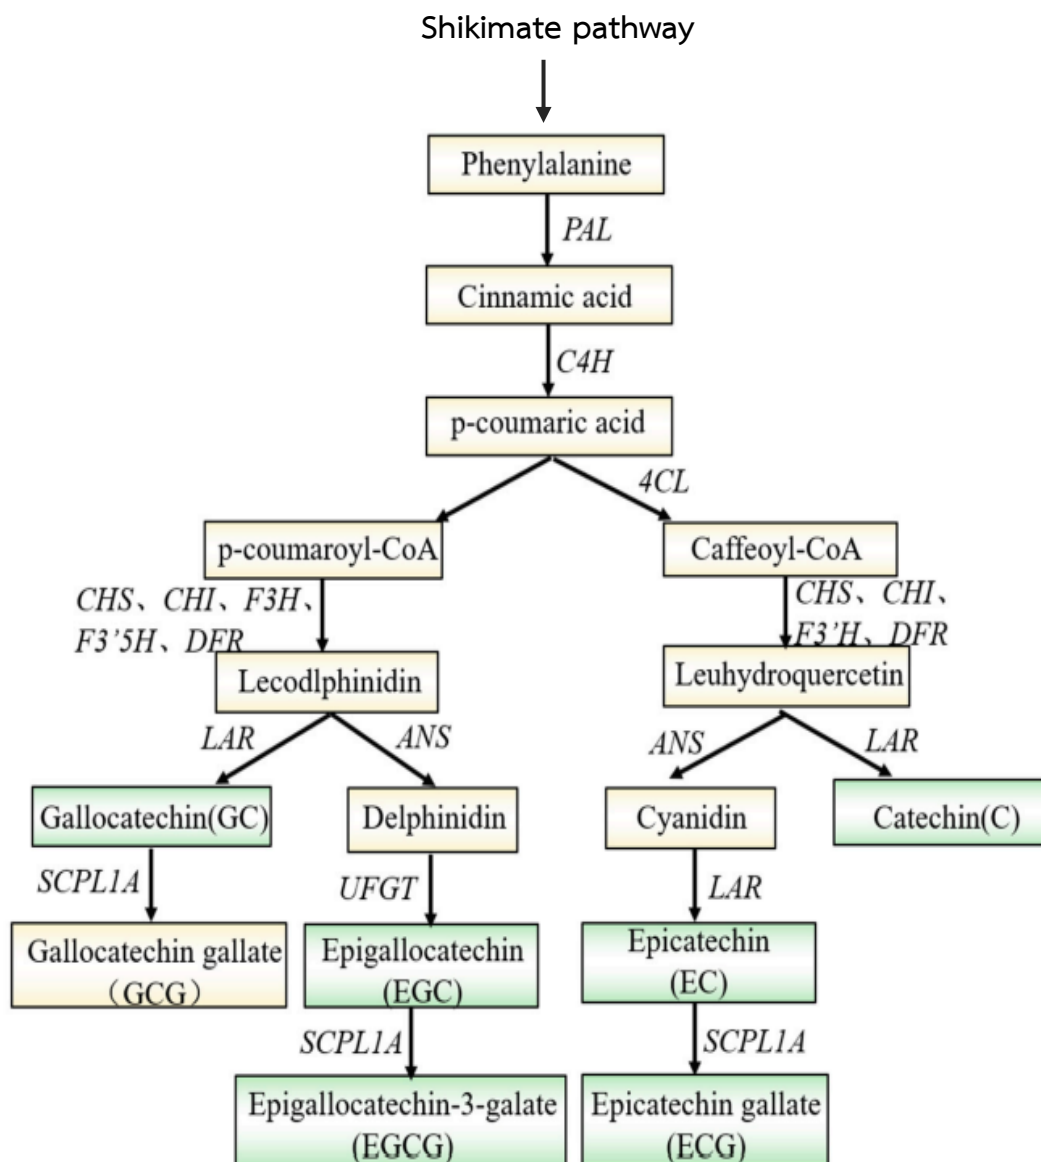 Shikimate pathway
Phenylalanine
PAL
Cinnamic acid
C4H
p-coumaric acid
4CL
p-coumaroyl-CoA
Caffeoyl-CoA
CHS、CHI、F3H、
F3’5H、DFR
CHS、CHI、
F3’H、DFR
Lecodlphinidin
Leuhydroquercetin
LAR
ANS
ANS
LAR
Gallocatechin(GC)
Delphinidin
Cyanidin
Catechin(C)
SCPL1A
UFGT
LAR
Gallocatechin gallate
（GCG）
Epigallocatechin
(EGC)
Epicatechin
(EC)
SCPL1A
SCPL1A
Epigallocatechin-3-galate
(EGCG)
Epicatechin gallate
(ECG)